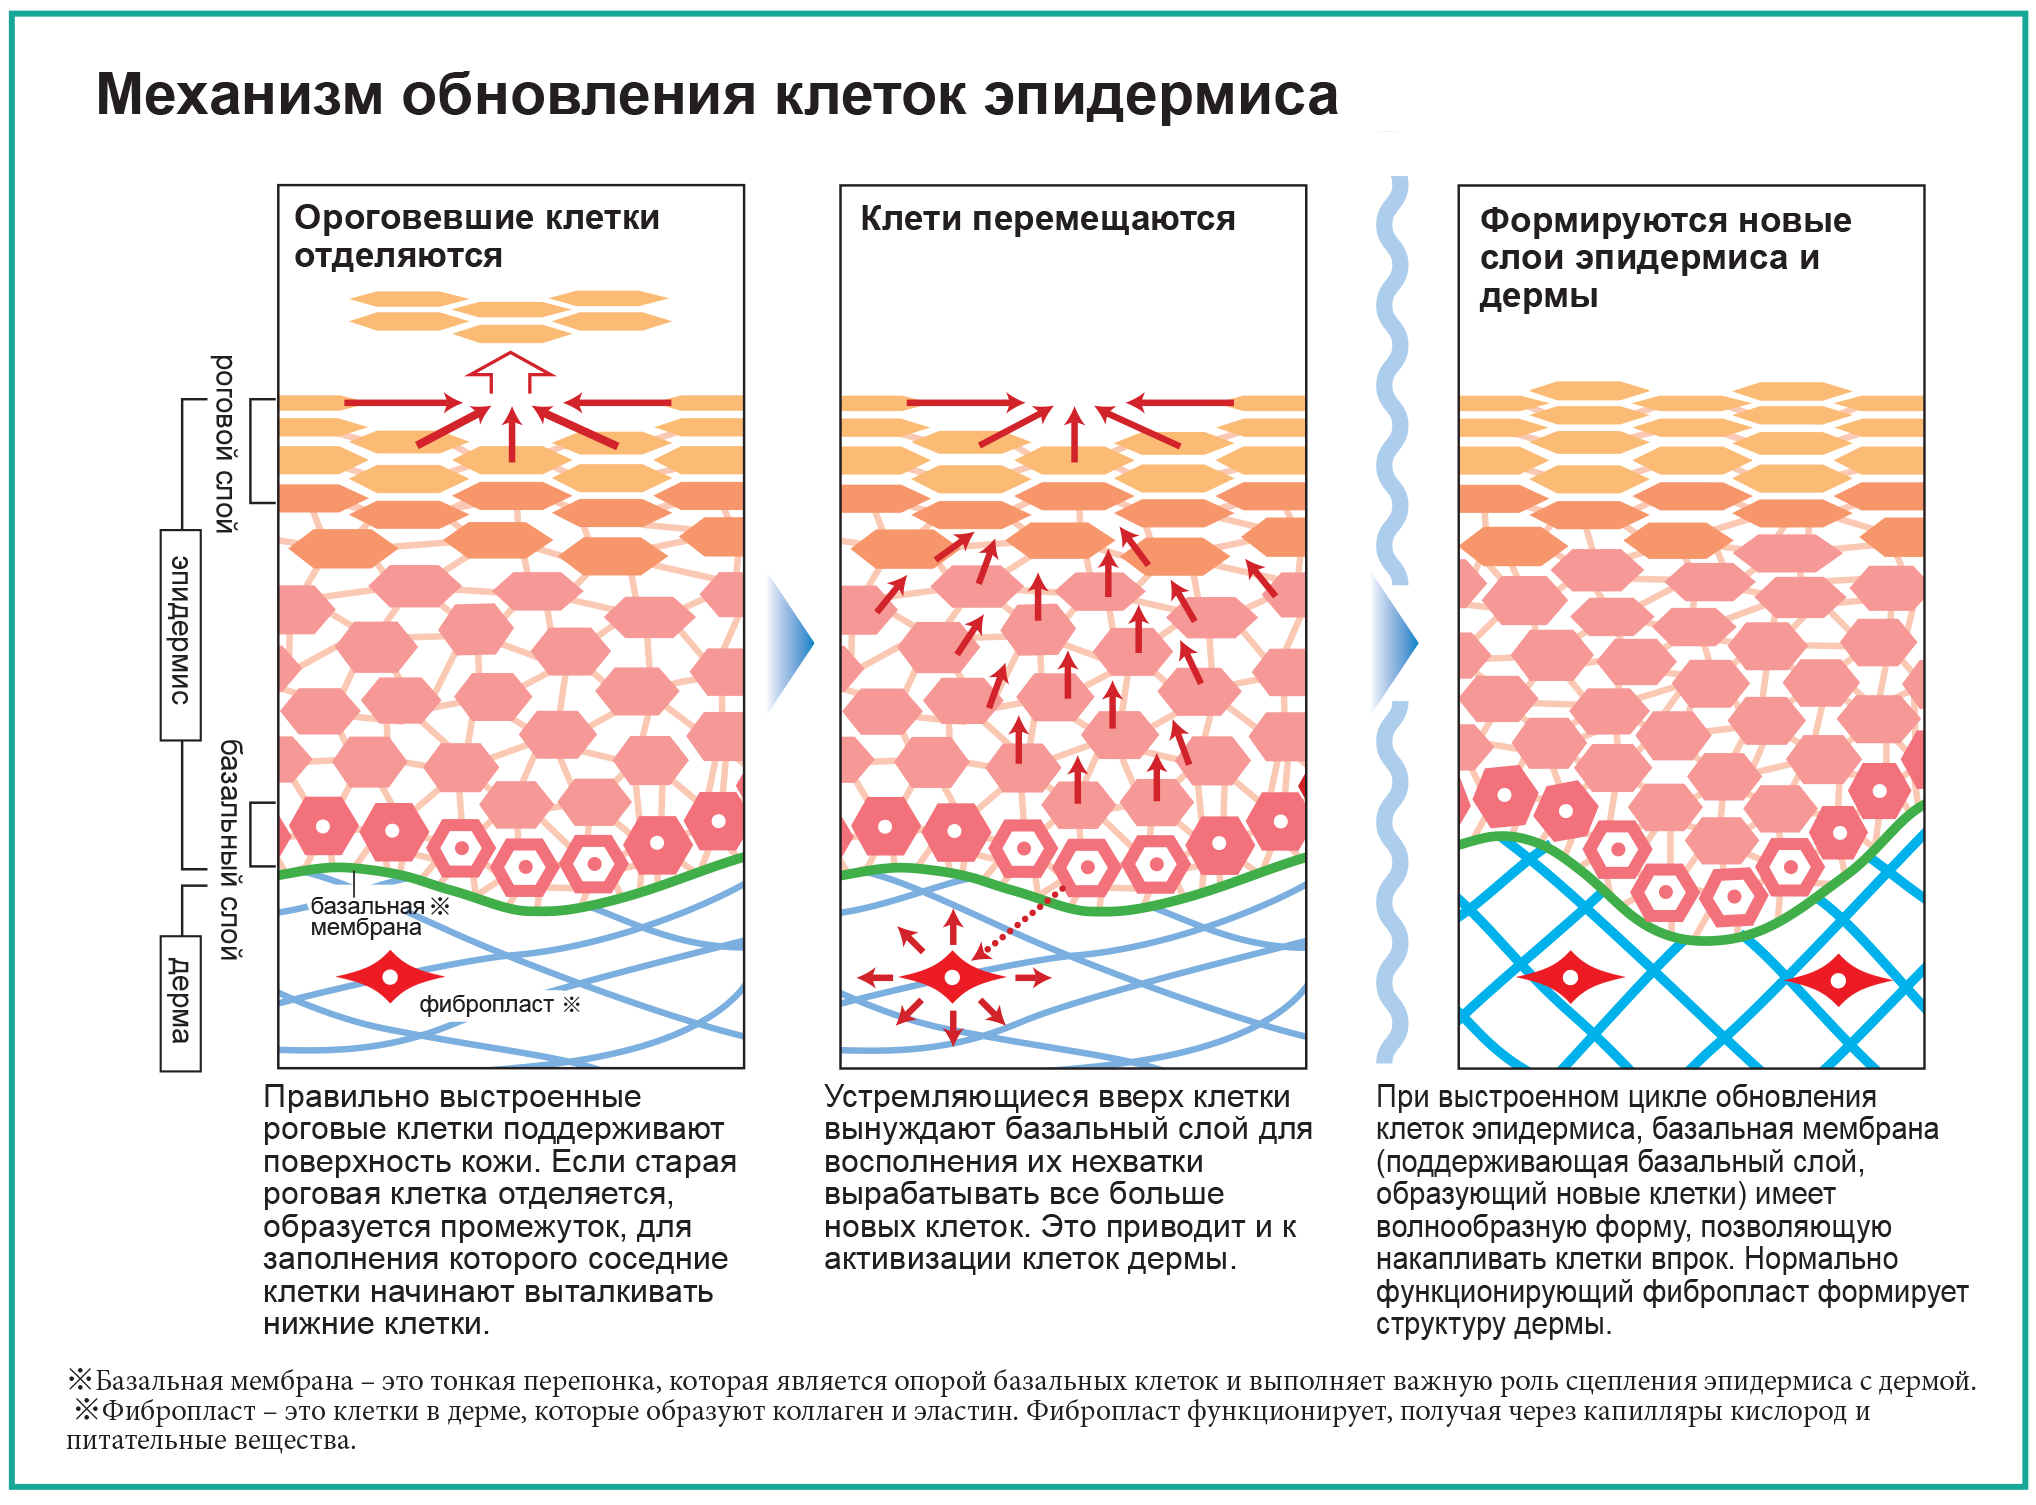 Механизм обновления клеток эпидермиса
Ороговевшие клетки
отделяются
роговой слой
эпидермис
базальный слой
дерма
базальная ※
мембрана
фибропласт ※
Правильно выстроенные
роговые клетки поддерживают
поверхность кожи. Если старая
роговая клетка отделяется,
образуется промежуток, для
заполнения которого соседние
клетки начинают выталкивать
нижние клетки.
Клети перемещаются
Устремляющиеся вверх клетки
вынуждают базальный слой для
восполнения их нехватки
вырабатывать все больше
новых клеток. Это приводит и к
активизации клеток дермы.
Формируются новые
слои эпидермиса и
дермы
При выстроенном цикле обновления
клеток эпидермиса, базальная мембрана
(поддерживающая базальный слой,
образующий новые клетки) имеет
волнообразную форму, позволяющую
накапливать клетки впрок. Нормально
функционирующий фибропласт формирует
структуру дермы.
※Базальная мембрана – это тонкая перепонка, которая является опорой базальных клеток и выполняет важную роль сцепления эпидермиса с дермой.
※Фибропласт – это клетки в дерме, которые образуют коллаген и эластин. Фибропласт функционирует, получая через капилляры кислород и
питательные вещества.